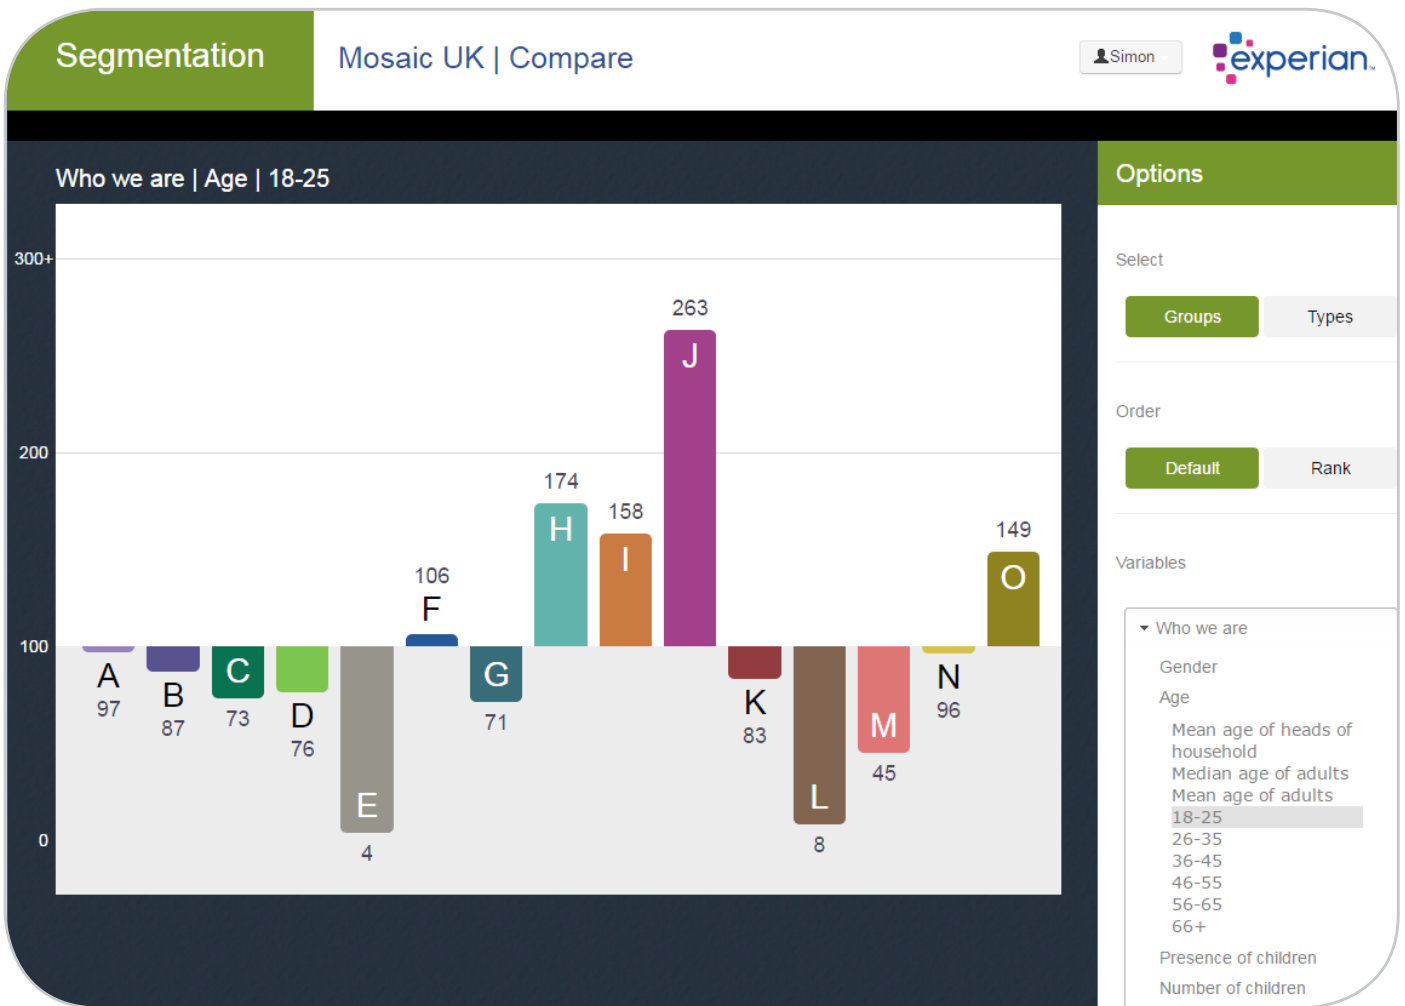 Segmentation
Mosaic UK | Compare
Simon
experian™
Who we are | Age | 18-25
Options
300+
200
100
0
A
97
B
87
C
73
D
76
E
4
106
F
G
71
174
H
158
I
263
J
K
83
L
8
M
45
N
96
149
O
Select
Groups Types
Order
Default Rank
Variables
Who we are
Gender
Age
Mean age of heads of
household
Median age of adults
Mean age of adults
18-25
26-35
36-45
46-55
56-65
66+
Presence of children
Number of children